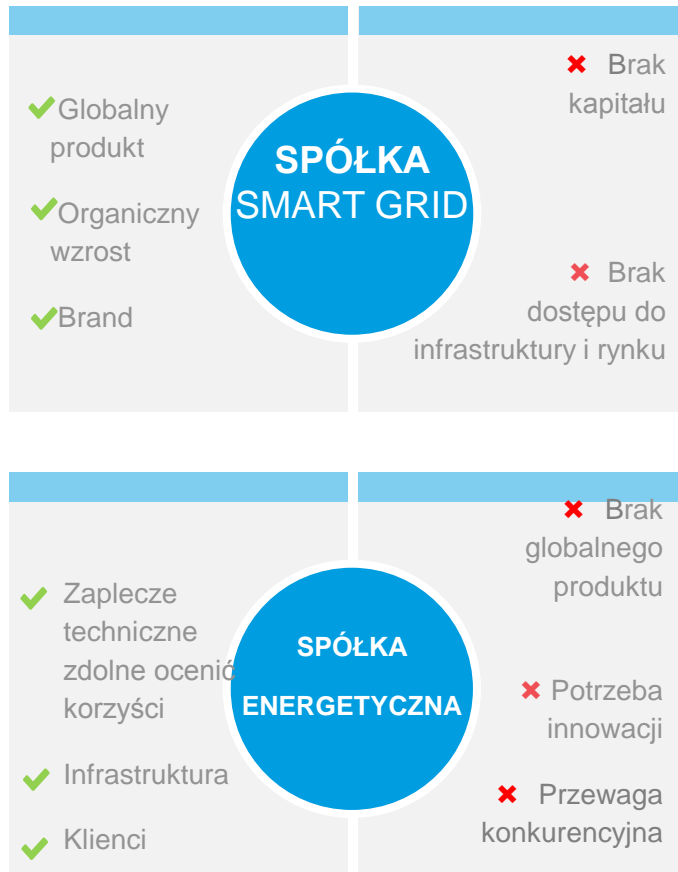 Globalny
produkt
Organiczny
wzrost
Brand
SPÓŁKA
SMART GRID
Brak
kapitału
Brak
dostępu do
infrastruktury i rynku
Zaplecze
techniczne
zdolne ocenić
korzyści
Infrastruktura
Klienci
SPÓŁKA
ENERGETYCZNA
Brak
globalnego
produktu
Potrzeba
innowacji
Przewaga
konkurencyjna